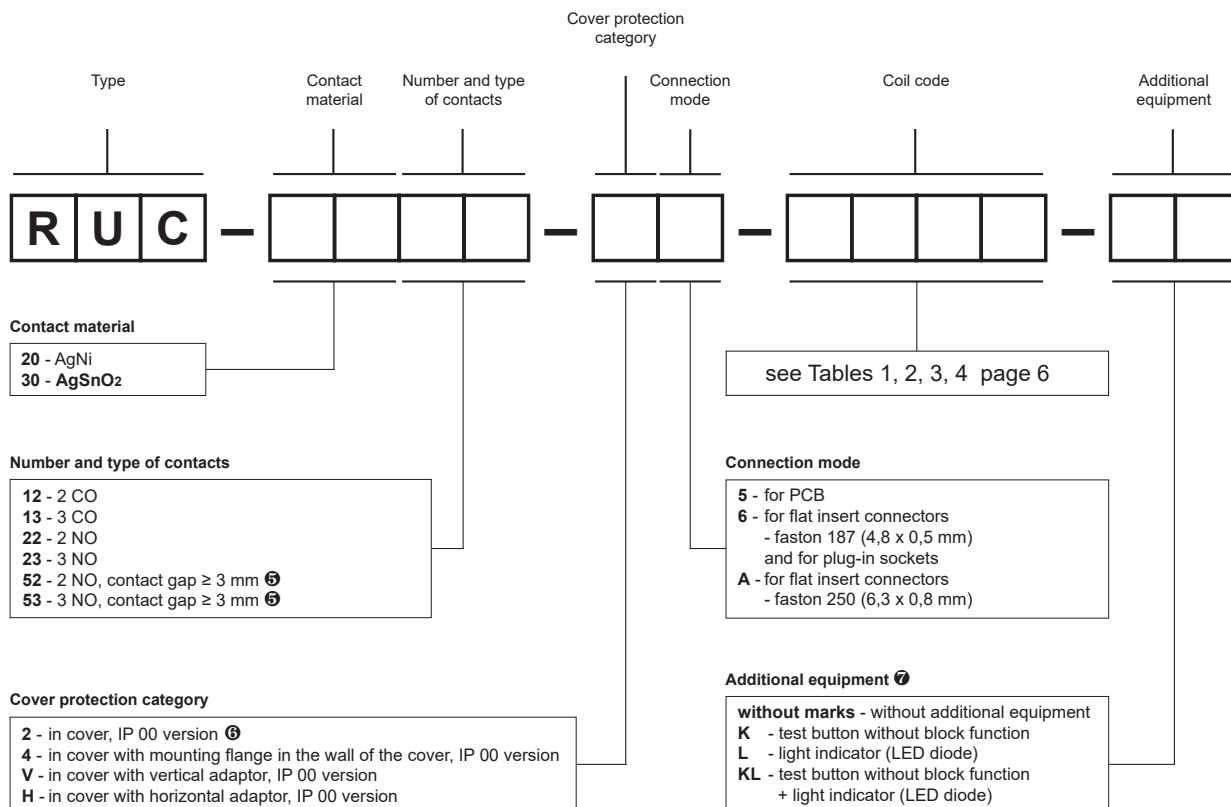 Cover protection
category
Type
Contact
material
Number and type
of contacts
Connection
mode
Coil code
Additional
equipment
R U C – – – –
Contact material
20 - AgNi
30 - AgSnO2
see Tables 1, 2, 3, 4 page 6
Number and type of contacts
12 - 2 CO
13 - 3 CO
22 - 2 NO
23 - 3 NO
52 - 2 NO, contact gap ≥ 3 mm ❺
53 - 3 NO, contact gap ≥ 3 mm ❺
Connection mode
5 - for PCB
6 - for flat insert connectors
- faston 187 (4,8 x 0,5 mm)
and for plug-in sockets
A - for flat insert connectors
- faston 250 (6,3 x 0,8 mm)
Cover protection category
2 - in cover, IP 00 version ❻
4 - in cover with mounting flange in the wall of the cover, IP 00 version
V - in cover with vertical adaptor, IP 00 version
H - in cover with horizontal adaptor, IP 00 version
Additional equipment ❼
without marks - without additional equipment
K - test button without block function
L - light indicator (LED diode)
KL - test button without block function
+ light indicator (LED diode)